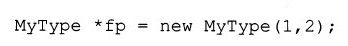 MyType *fp = new MyType(1,2);